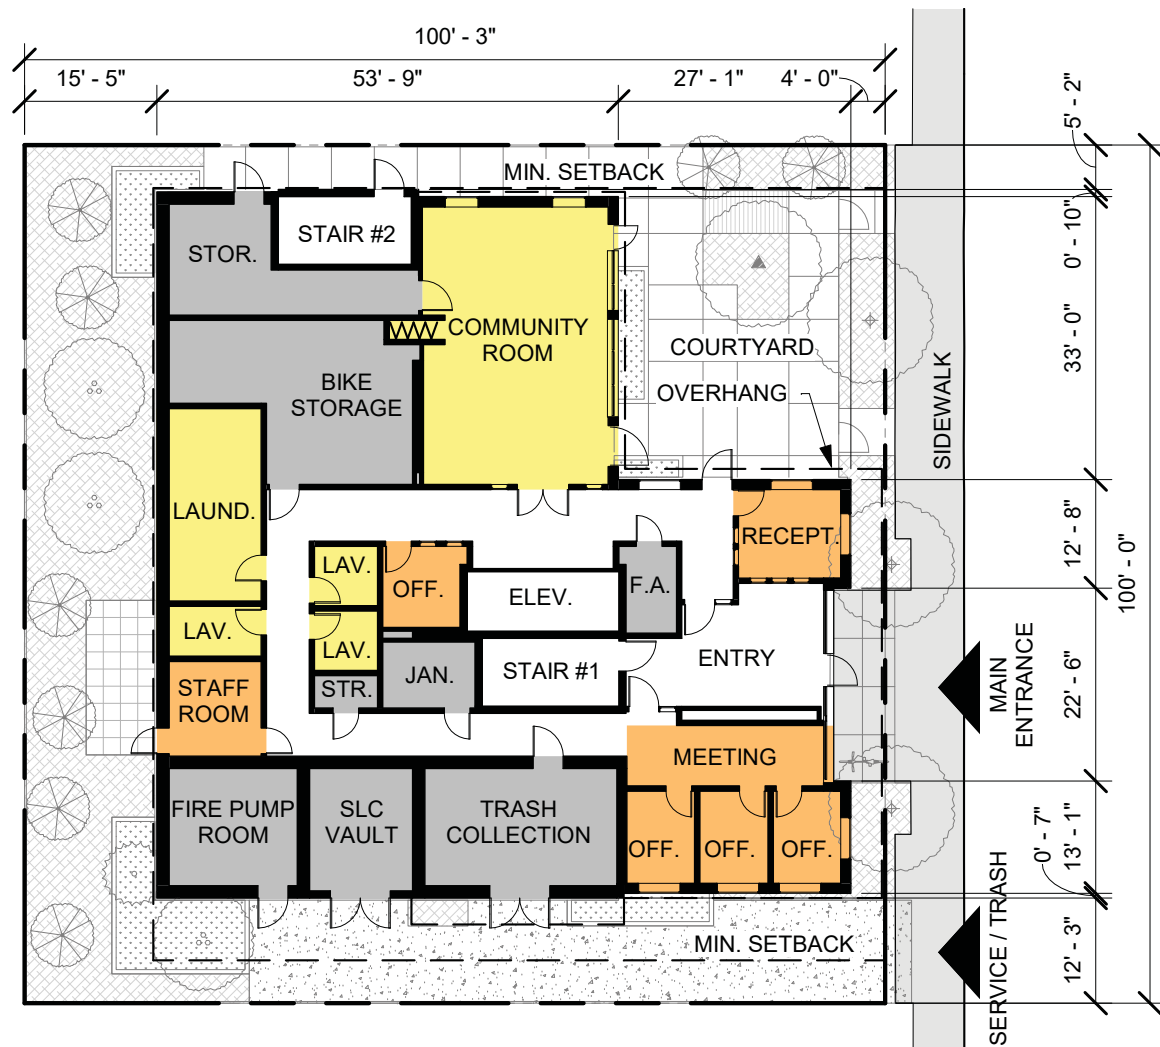 100' - 3"
15' - 5"
53' - 9"
27' - 1"
4' - 0"
5' - 2"
MIN. SETBACK
STAIR #2
STOR.
0' - 10"
COMMUNITY
ROOM
COURTYARD
33' - 0"
BIKE
STORAGE
OVERHANG
SIDEWALK
LAUND.
RECEPT.
12' - 8"
100' - 0"
LAV.
OFF.
ELEV.
F.A.
LAV.
LAV.
STAFF
ROOM
STR.
JAN.
STAIR #1
ENTRY
MAIN
ENTRANCE
22' - 6"
MEETING
FIRE PUMP
ROOM
SLC
VAULT
TRASH
COLLECTION
OFF.
OFF.
OFF.
0' - 7"
13' - 1"
MIN. SETBACK
SERVICE / TRASH
12' - 3"